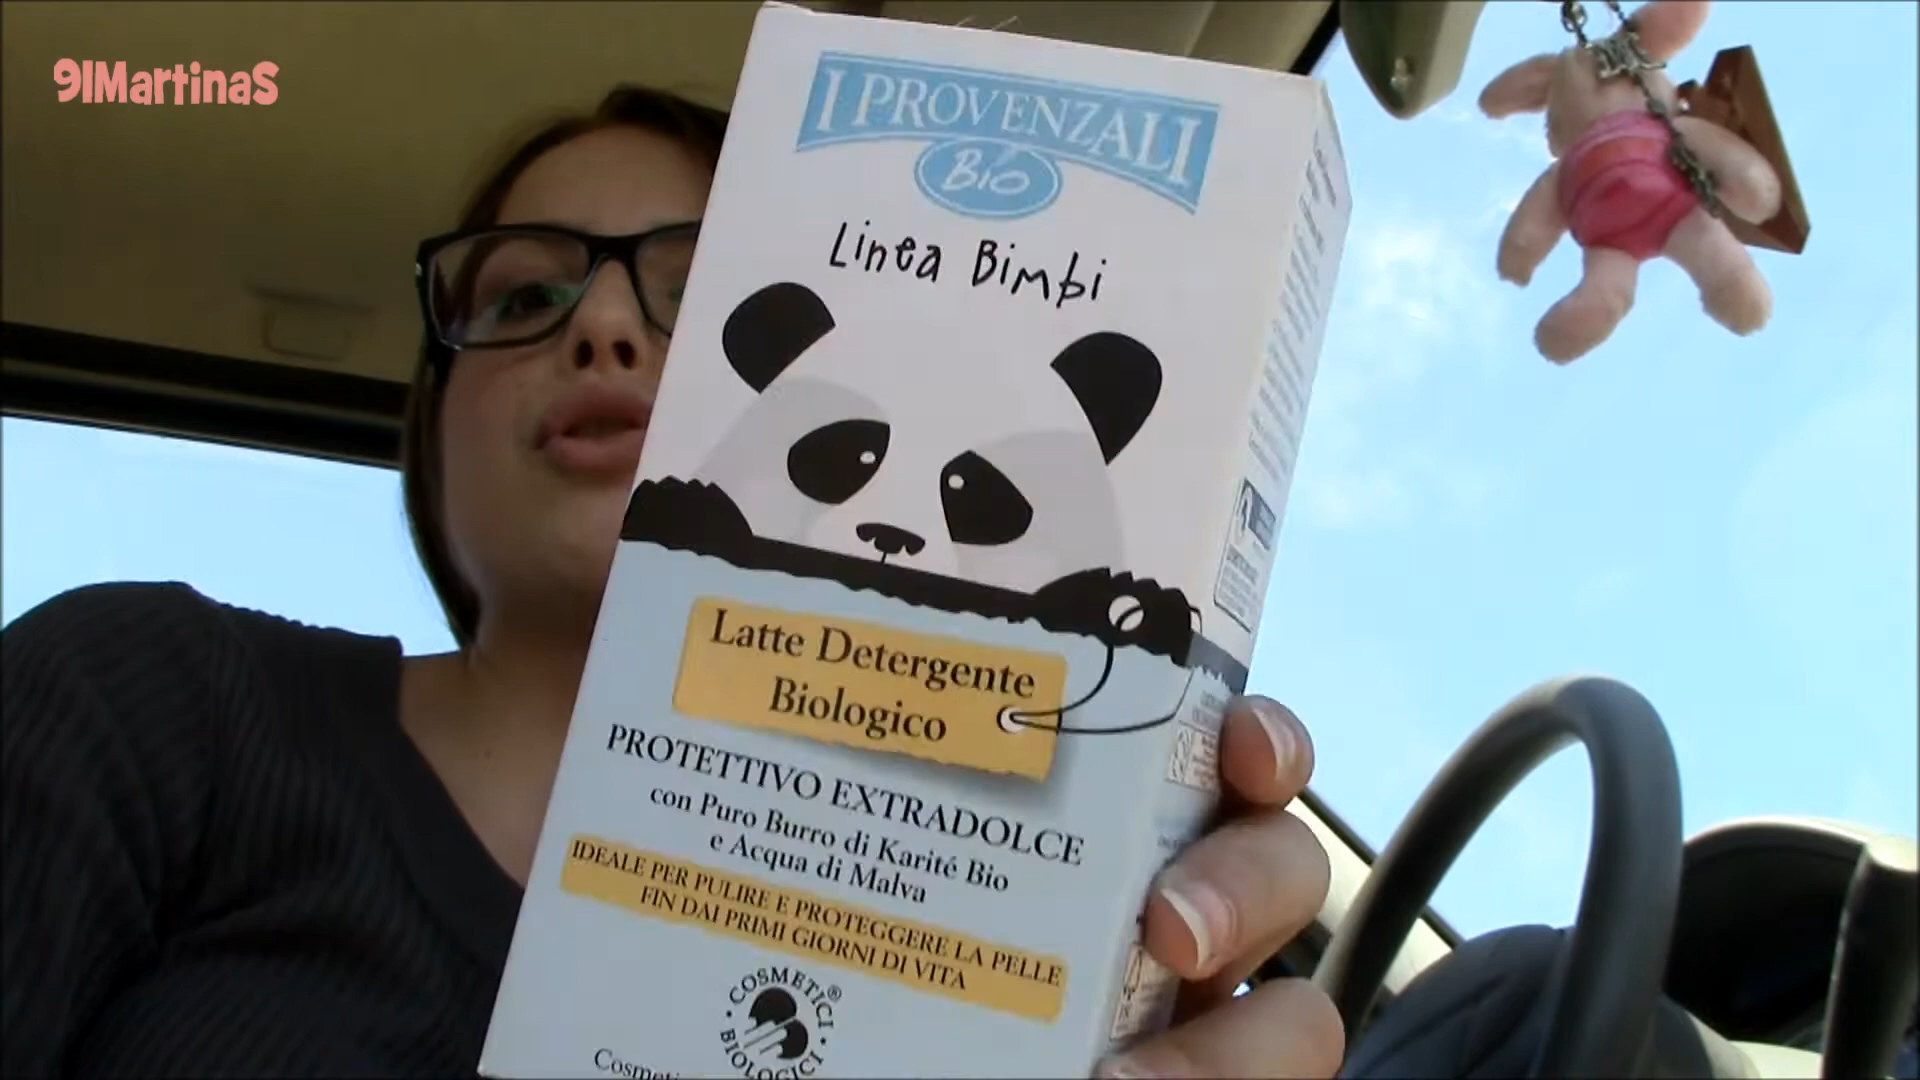 91MartinaS
I PROVENZALI
BIO
Linea Bimbi
Latte Detergente
Biologico
PROTETTIVO EXTRADOLCE
con Puro Burro di Karité Bio
e Acqua di Malva
IDEALE PER PULIRE E PROTEGGERE LA PELLE
FIN DAI PRIMI GIORNI DI VITA
COSMETICI®
BIOLOGICI